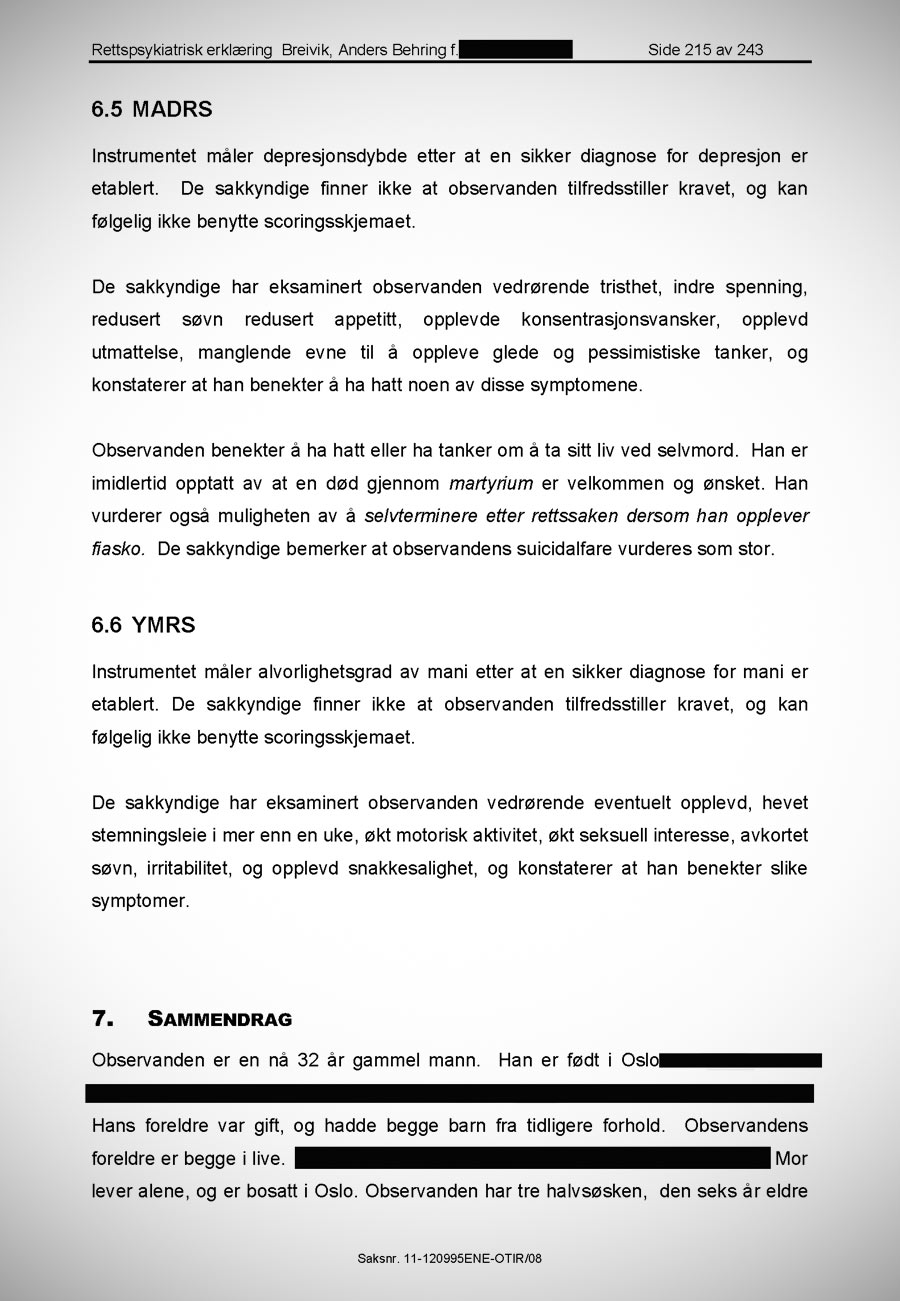 Rettspsykiatrisk erklæring  Breivik, Anders Behring f. Side 215 av 243
6.5 MADRS
Instrumentet måler depresjonsdybde etter at en sikker diagnose for depresjon er
etablert.  De sakkyndige finner ikke at observanden tilfredsstiller kravet, og kan
følgelig ikke benytte scoringsskjemaet.
De sakkyndige har eksaminert observanden vedrørende tristhet, indre spenning,
redusert søvn redusert appetitt, opplevde konsentrasjonsvansker, opplevd
utmattelse, manglende evne til å oppleve glede og pessimistiske tanker, og
konstaterer at han benekter å ha hatt noen av disse symptomene.
Observanden benekter å ha hatt eller ha tanker om å ta sitt liv ved selvmord.  Han er
imidlertid opptatt av at en død gjennom martyrium er velkommen og ønsket. Han
vurderer også muligheten av å selvterminere etter rettssaken dersom han opplever
fiasko.  De sakkyndige bemerker at observandens suicidalfare vurderes som stor.
6.6 YMRS
Instrumentet måler alvorlighetsgrad av mani etter at en sikker diagnose for mani er
etablert. De sakkyndige finner ikke at observanden tilfredsstiller kravet, og kan
følgelig ikke benytte scoringsskjemaet.
De sakkyndige har eksaminert observanden vedrørende eventuelt opplevd, hevet
stemningsleie i mer enn en uke, økt motorisk aktivitet, økt seksuell interesse, avkortet
søvn, irritabilitet, og opplevd snakkesalighet, og konstaterer at han benekter slike
symptomer.
7. SAMMENDRAG
Observanden er en nå 32 år gammel mann.  Han er født i Oslo
Hans foreldre var gift, og hadde begge barn fra tidligere forhold.  Observandens
foreldre er begge i live. Mor
lever alene, og er bosatt i Oslo. Observanden har tre halvsøsken,  den seks år eldre
Saksnr. 11-120995ENE-OTIR/08